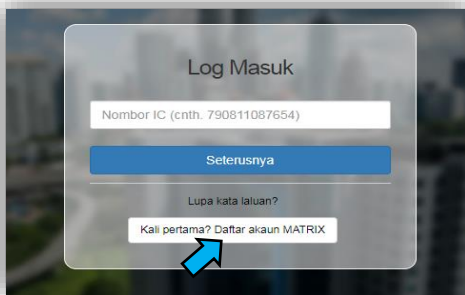 Log Masuk
Nombor IC (cnth. 790811087654)
Seterusnya
Lupa kata laluan?
Kali pertama? Daftar akaun MATRIX